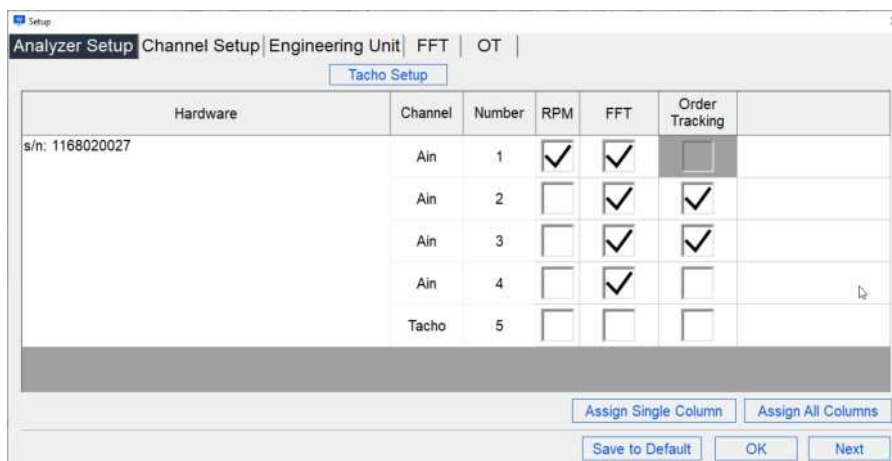 Setup
Analyzer Setup Channel Setup Engineering Unit FFT OT
Tacho Setup
Hardware Channel Number RPM FFT Order Tracking
s/n: 1168020027
Ain 1
Ain 2
Ain 3
Ain 4
Tacho 5
Assign Single Column Assign All Columns
Save to Default OK Next